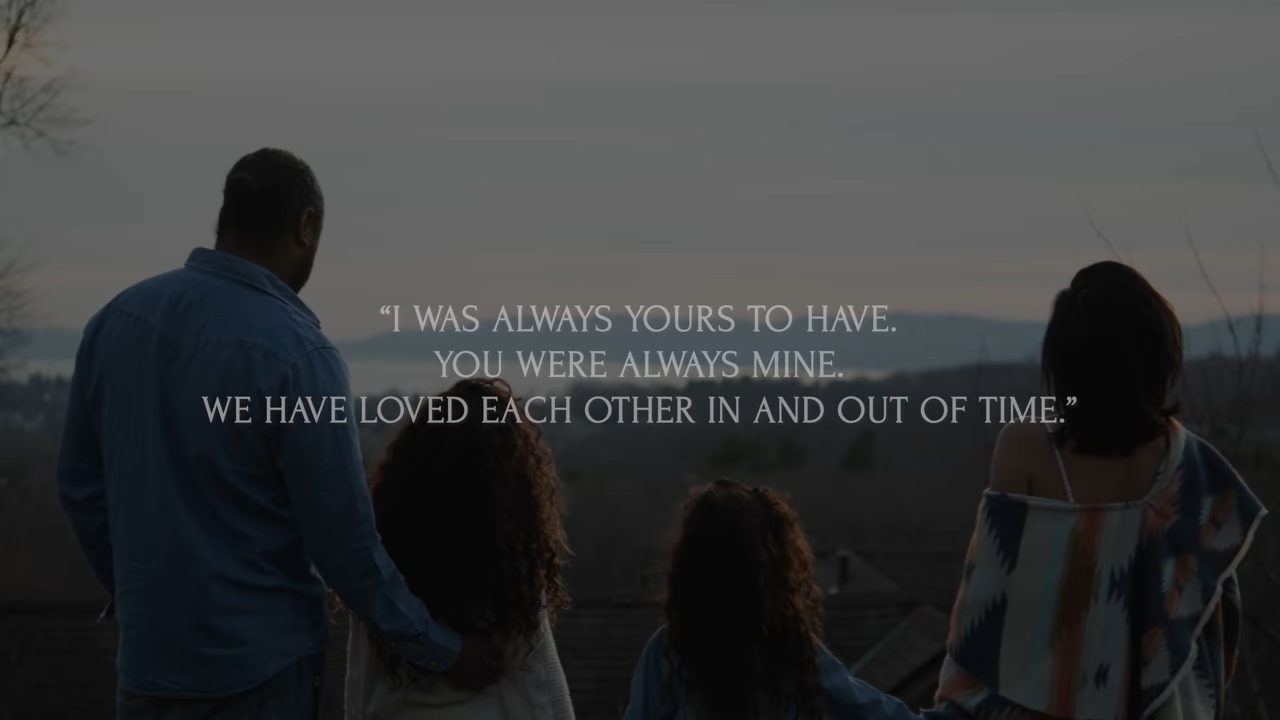 “I WAS ALWAYS YOURS TO HAVE.
YOU WERE ALWAYS MINE.
WE HAVE LOVED EACH OTHER IN AND OUT OF TIME.”